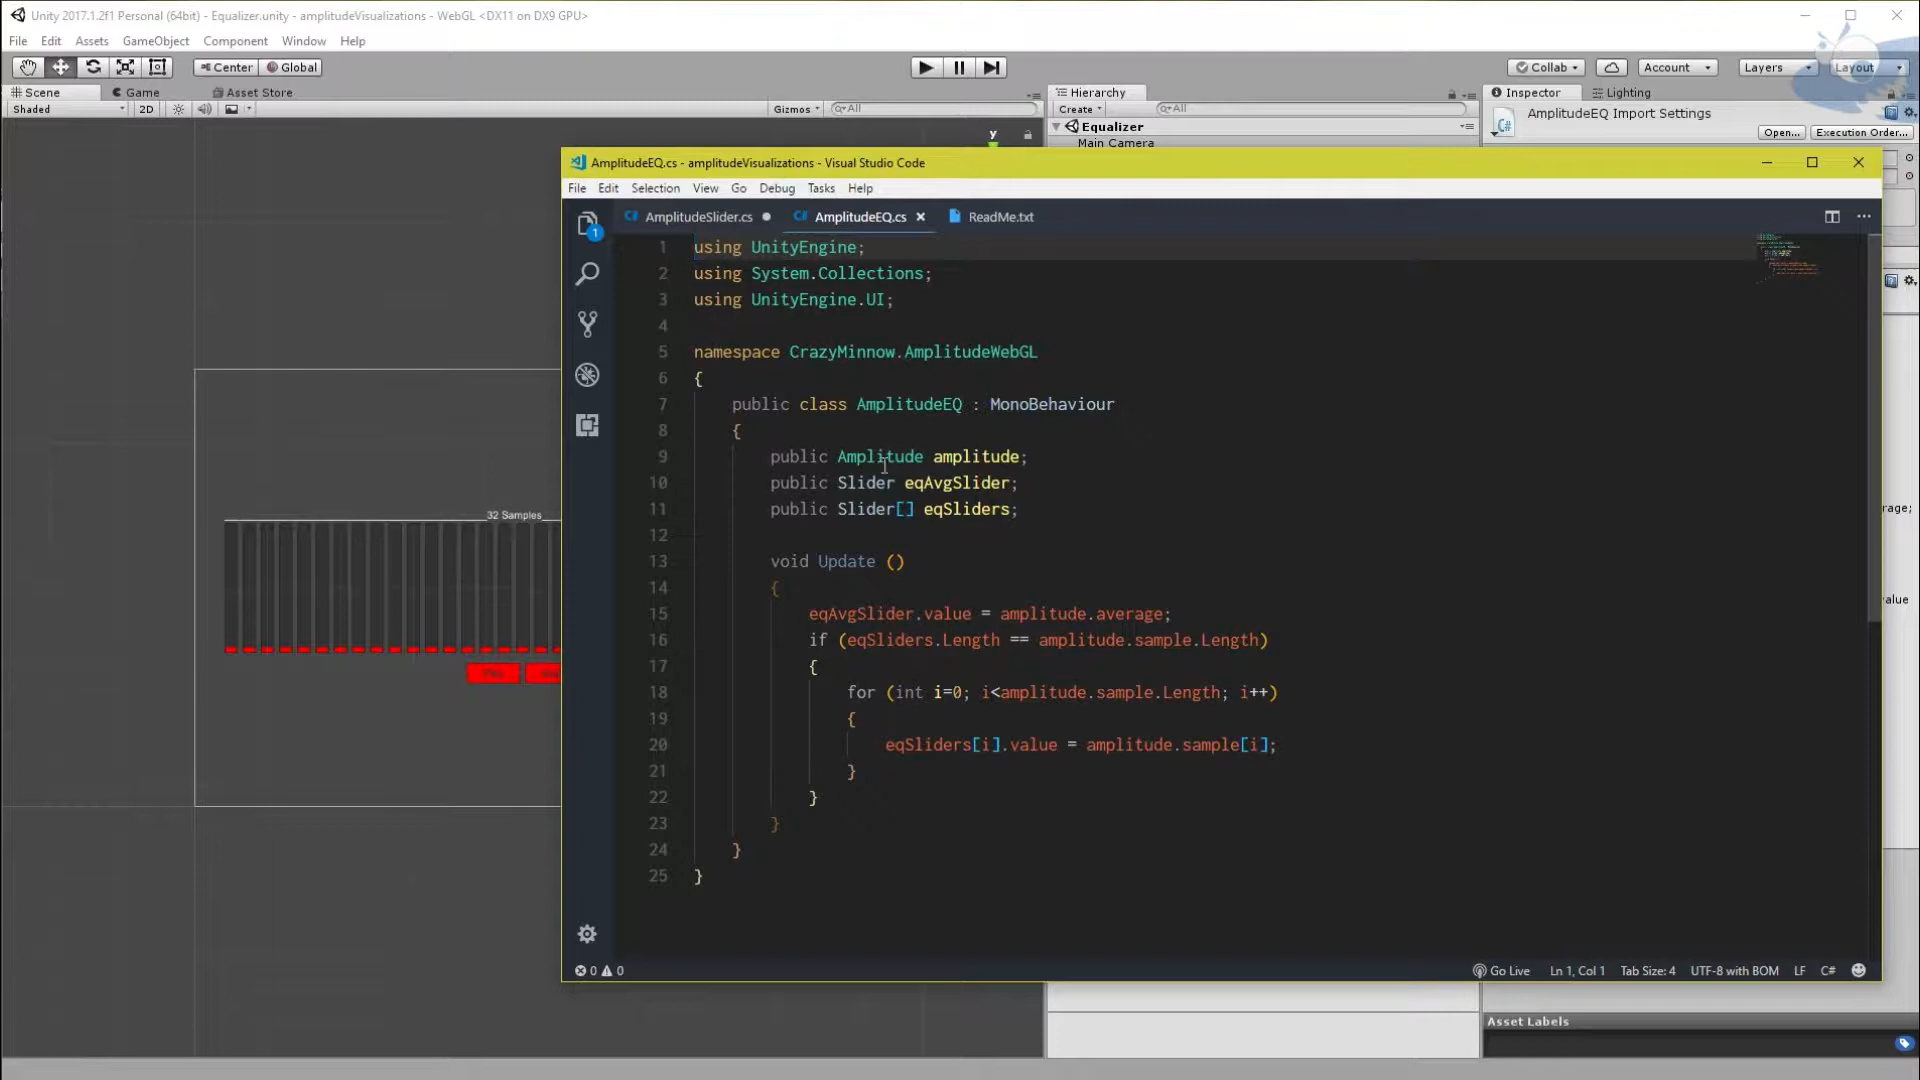 Unity 2017.1.2f1 Personal (64bit) - Equalizer.unity - amplitudeVisualizations - WebGL <DX11 on DX9 GPU>
File Edit Assets GameObject Component Window Help
Center Global Collab Account Layers Layout
Scene Game Asset Store Hierarchy Inspector Lighting
Shaded 2D Gizmos All Create All
AmplitudeEQ Import Settings
Open... Execution Order...
y
Equalizer
Main Camera
AmplitudeEQ.cs - amplitudeVisualizations - Visual Studio Code
File Edit Selection View Go Debug Tasks Help
AmplitudeSlider.cs AmplitudeEQ.cs ReadMe.txt
1
1 using UnityEngine;
2 using System.Collections;
3 using UnityEngine.UI;
4
5 namespace CrazyMinnow.AmplitudeWebGL
6 {
7 public class AmplitudeEQ : MonoBehaviour
8 {
9 public Amplitude amplitude;
10 public Slider eqAvgSlider;
11 public Slider[] eqSliders;
12
13 void Update ()
14 {
15 eqAvgSlider.value = amplitude.average;
16 if (eqSliders.Length == amplitude.sample.Length)
17 {
18 for (int i=0; i<amplitude.sample.Length; i++)
19 {
20 eqSliders[i].value = amplitude.sample[i];
21 }
22 }
23 }
24 }
25 }
rage;
alue
32 Samples
0 0 Go Live Ln 1, Col 1 Tab Size: 4 UTF-8 with BOM LF C#
Asset Labels